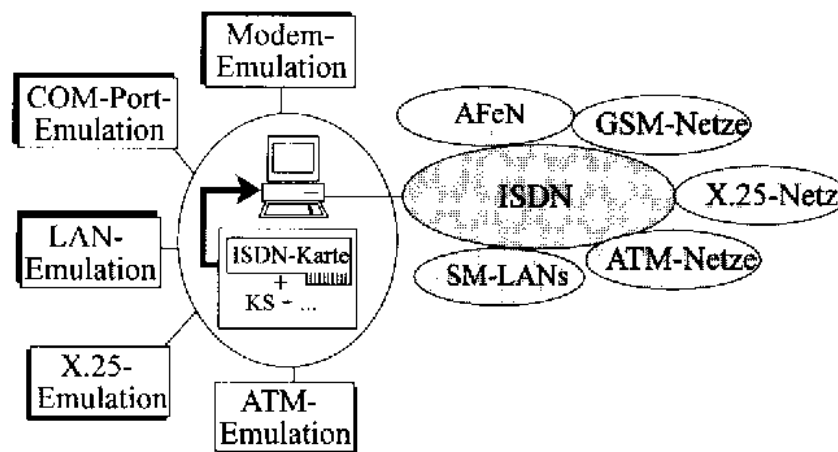 Modem-
Emulation
COM-Port-
Emulation
LAN-
Emulation
X.25-
Emulation
ATM-
Emulation
ISDN-Karte
+
KS - ...
AFeN
GSM-Netze
ISDN
X.25-Netz
SM-LANs
ATM-Netze